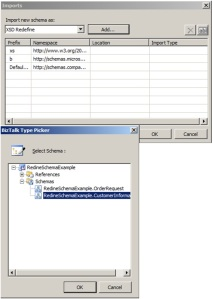 Imports
Import new schema as:
XSD Redefine
Add...
Prefix Namespace Location Import Type
xs http://www.w3.org/20...
b http://schemas.micros...
Defaul... http://schemas.compa...
OK Cancel
BizTalk Type Picker
Select Schema :
RedineSchemaExample
References
Schemas
RedineSchemaExample.OrderRequest
RedineSchemaExample.CustomerInforma
OK Cancel